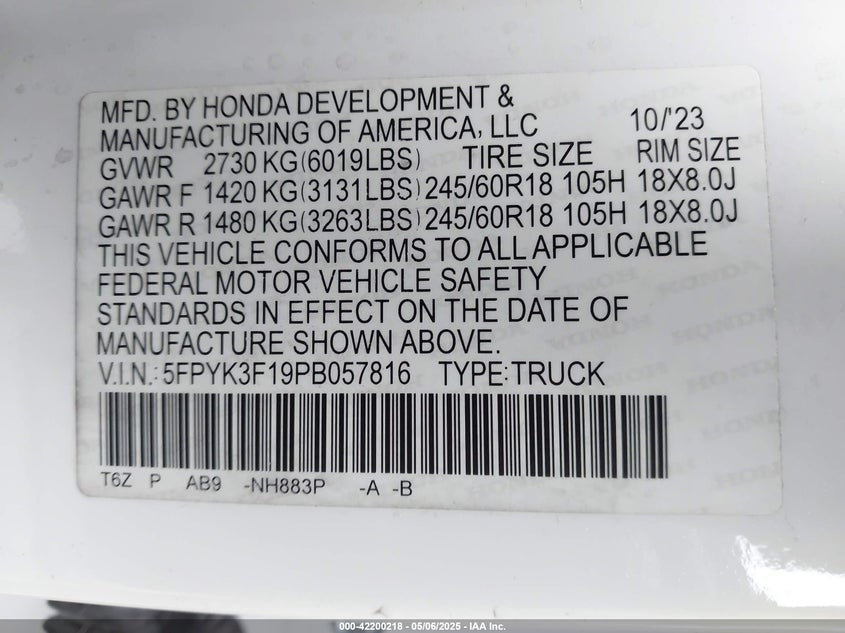 MFD. BY HONDA DEVELOPMENT &
MANUFACTURING OF AMERICA, LLC 10/'23
GVWR 2730 KG(6019LBS) TIRE SIZE RIM SIZE
GAWR F 1420 KG(3131LBS) 245/60R18 105H 18X8.0J
GAWR R 1480 KG(3263LBS) 245/60R18 105H 18X8.0J
THIS VEHICLE CONFORMS TO ALL APPLICABLE
FEDERAL MOTOR VEHICLE SAFETY
STANDARDS IN EFFECT ON THE DATE OF
MANUFACTURE SHOWN ABOVE.
V.I.N.: 5FPYK3F19PB057816 TYPE: TRUCK
T6Z P AB9 -NH883P -A -B
000-42200218 - 05/06/2025 - IAA Inc.